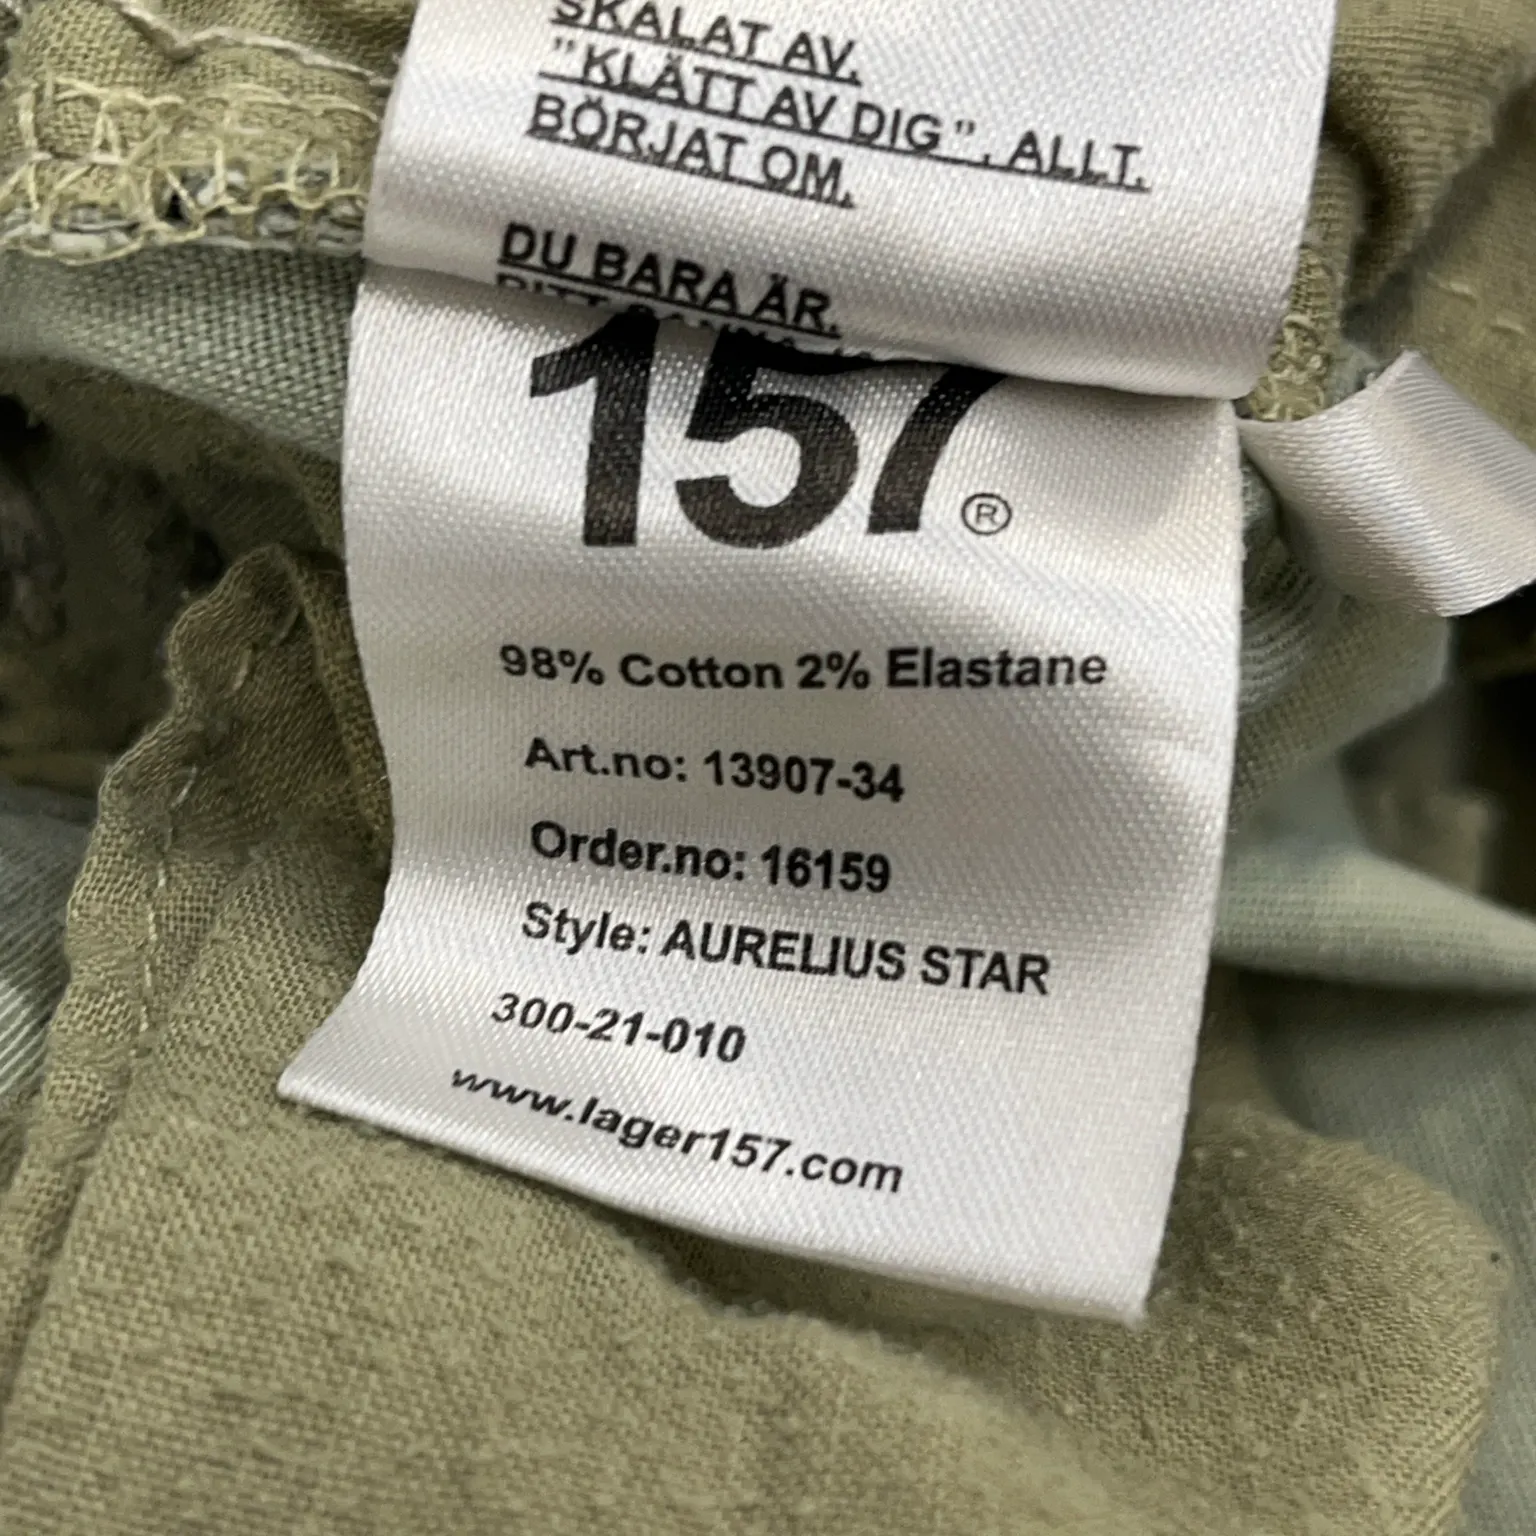 SKALAT AV.
"KLÄTT AV DIG". ALLT.
BÖRJAT OM.
DU BARA ÄR.
157®
98% Cotton 2% Elastane
Art.no: 13907-34
Order.no: 16159
Style: AURELIUS STAR
300-21-010
www.lager157.com